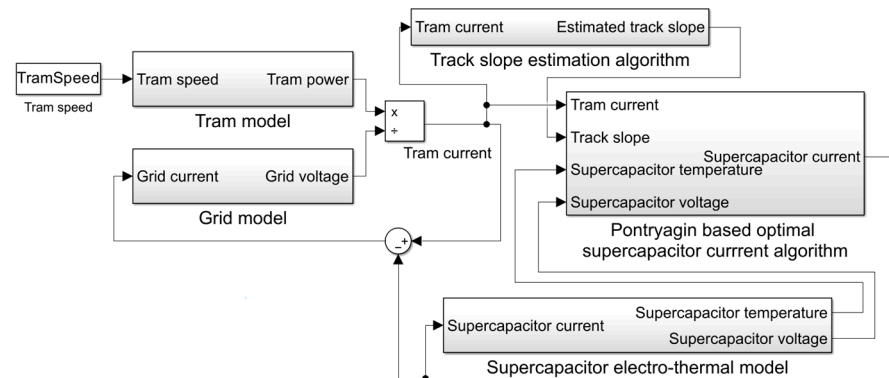 Tram current
Estimated track slope
Track slope estimation algorithm
TramSpeed
Tram speed
Tram speed
Tram power
Tram model
x
÷
Tram current
Grid current
Grid voltage
Grid model
Tram current
Track slope
Supercapacitor current
Supercapacitor temperature
Supercapacitor voltage
Pontryagin based optimal
supercapacitor currrent algorithm
_+
Supercapacitor current
Supercapacitor temperature
Supercapacitor voltage
Supercapacitor electro-thermal model